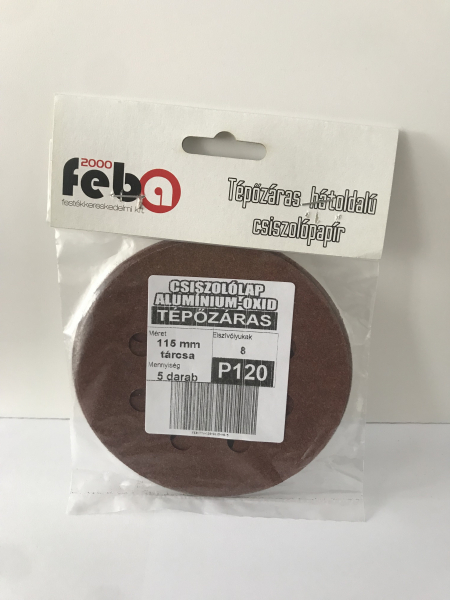 2000
feba
festékkereskedelmi kft.
Tépőzáras hátoldalú
csiszolópapír
CSISZOLÓLAP
ALUMÍNIUM-OXID
TÉPŐZÁRAS
Méret
Elszívólyukak
115 mm
8
tárcsa
Mennyiség
5 darab
P120